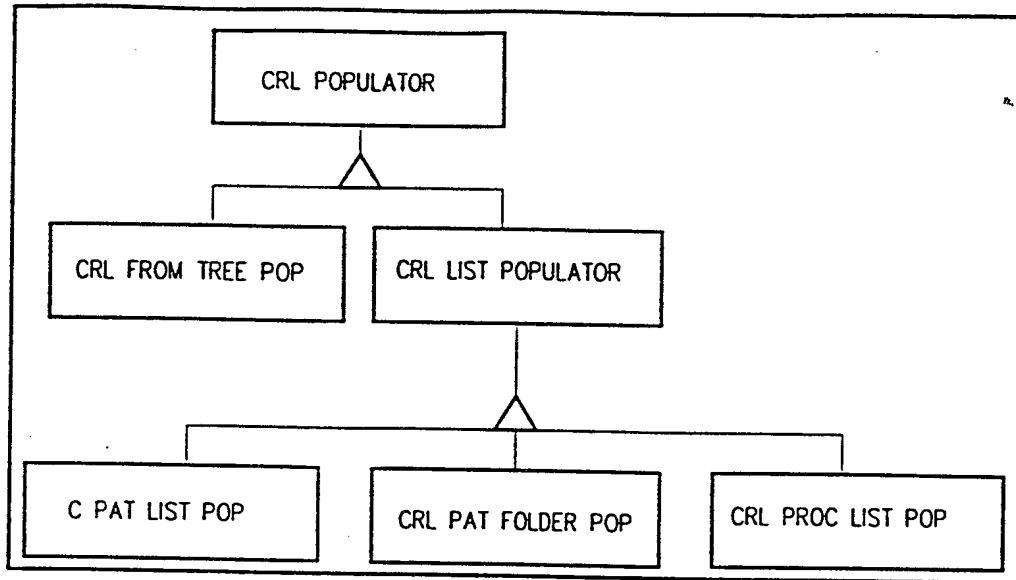 CRL POPULATOR
CRL FROM TREE POP
CRL LIST POPULATOR
C PAT LIST POP
CRL PAT FOLDER POP
CRL PROC LIST POP